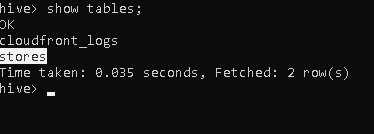 hive> show tables;
OK
cloudfront_logs
stores
Time taken: 0.035 seconds, Fetched: 2 row(s)
hive>